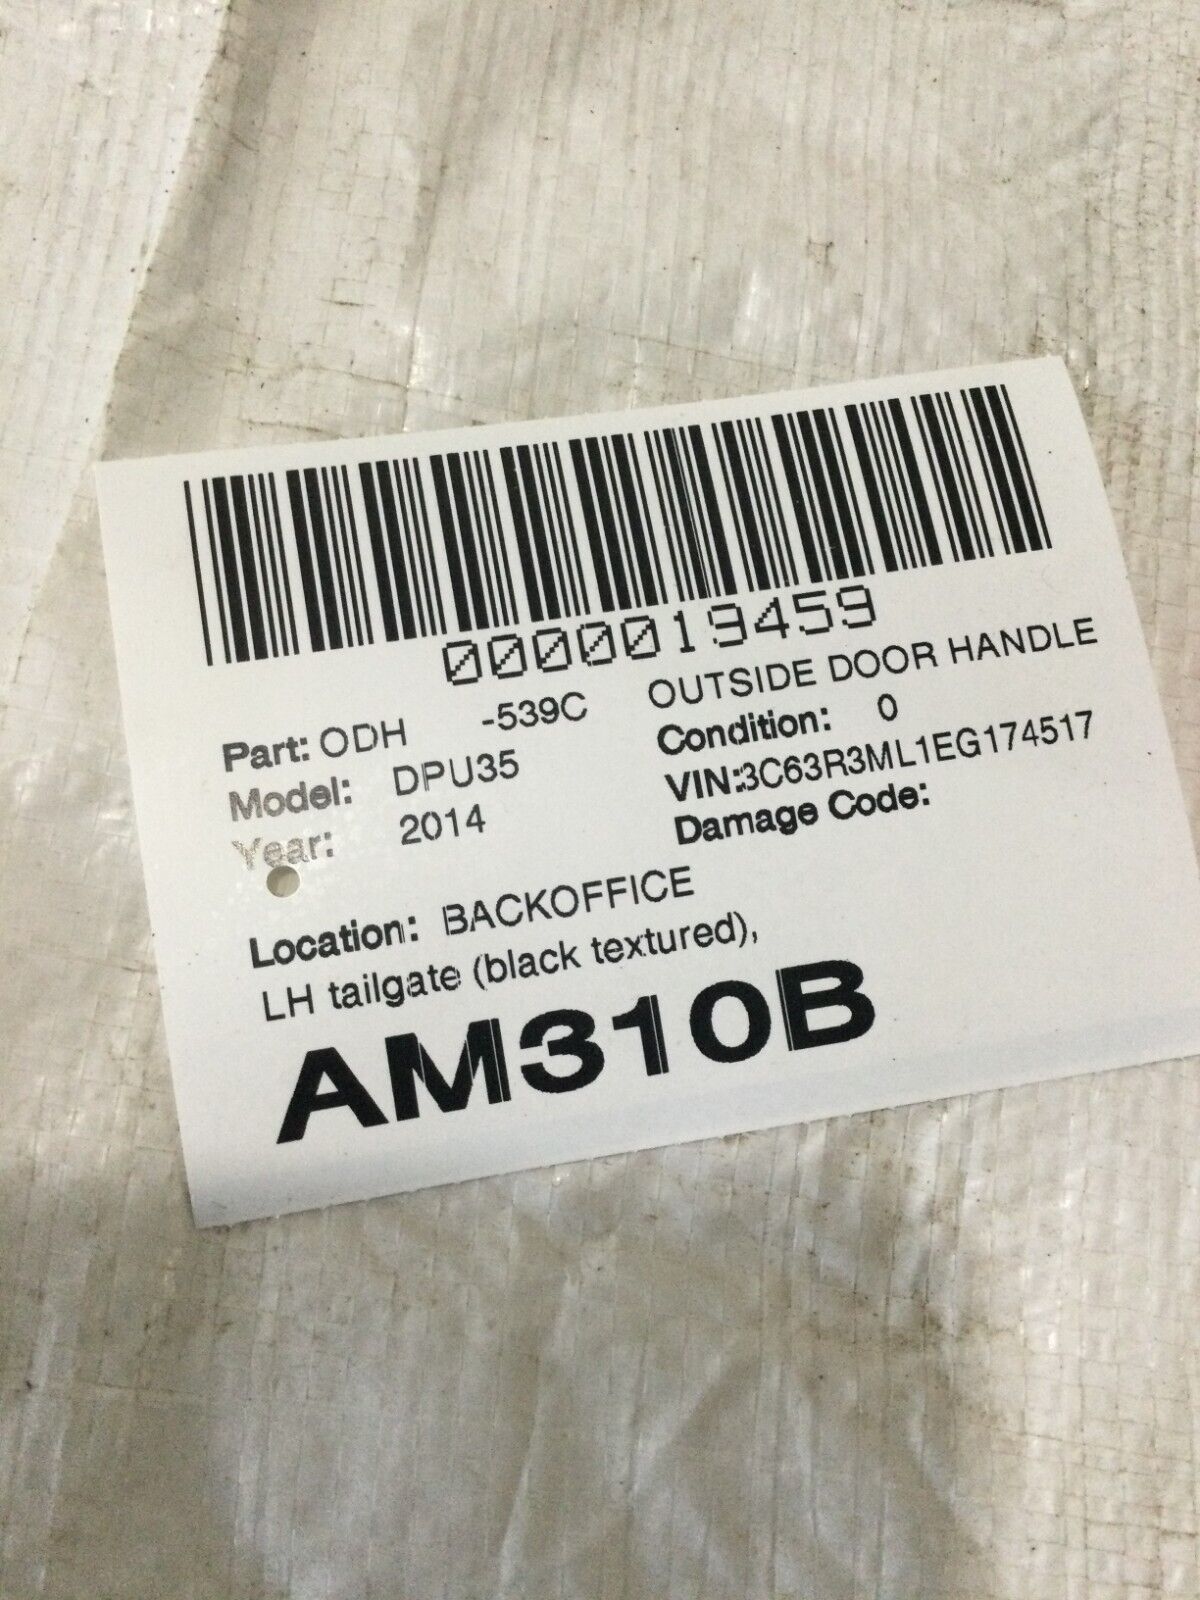 0000019459
Part: ODH -539C OUTSIDE DOOR HANDLE
Model: DPU35 Condition: 0
Year: 2014 VIN:3C63R3ML1EG174517
Damage Code:
Location: BACKOFFICE
LH tailgate (black textured),
AM310B